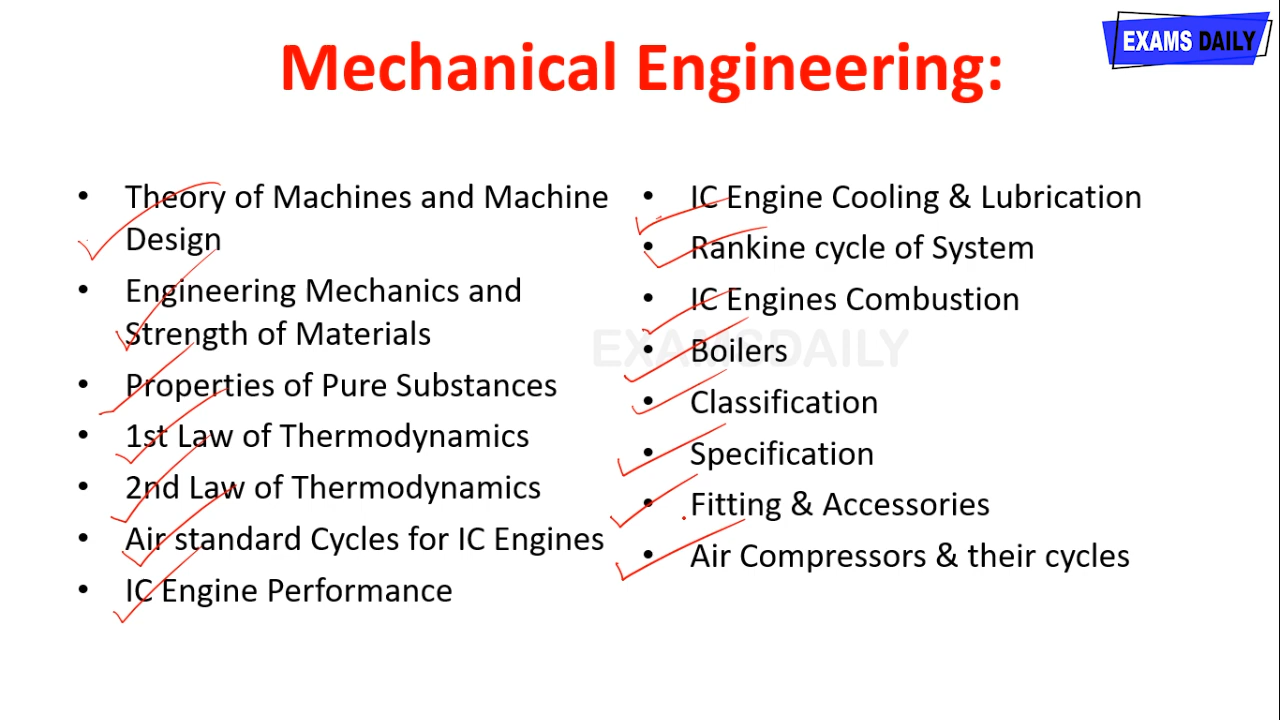 EXAMS DAILY
Mechanical Engineering:
• Theory of Machines and Machine
Design
• Engineering Mechanics and
Strength of Materials
• Properties of Pure Substances
• 1st Law of Thermodynamics
• 2nd Law of Thermodynamics
• Air standard Cycles for IC Engines
• IC Engine Performance
• IC Engine Cooling & Lubrication
• Rankine cycle of System
• IC Engines Combustion
• Boilers
• Classification
• Specification
• Fitting & Accessories
• Air Compressors & their cycles
EXAMSDAILY